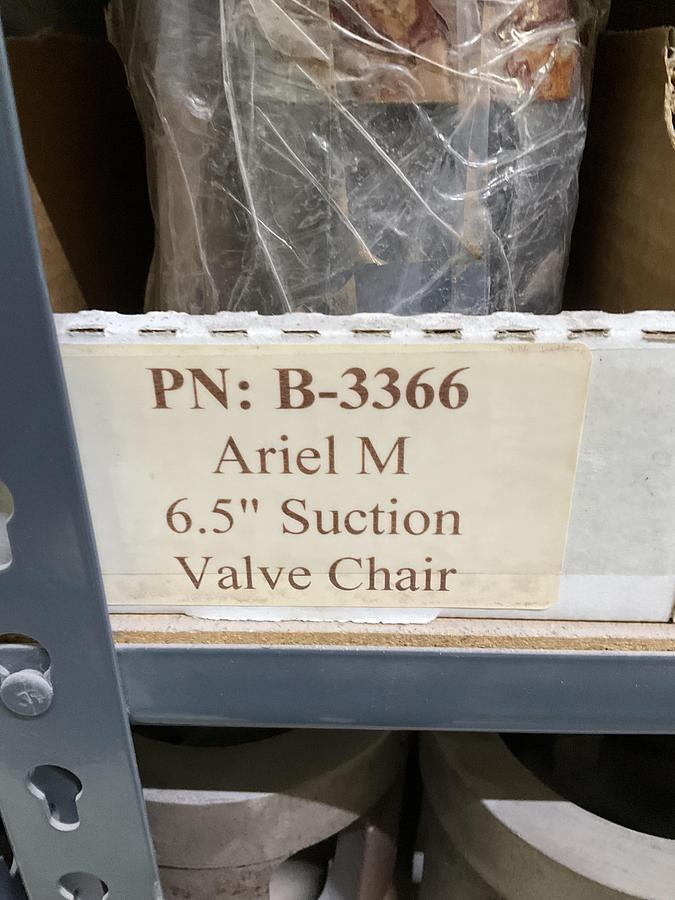 PN: B-3366
Ariel M
6.5" Suction
Valve Chair